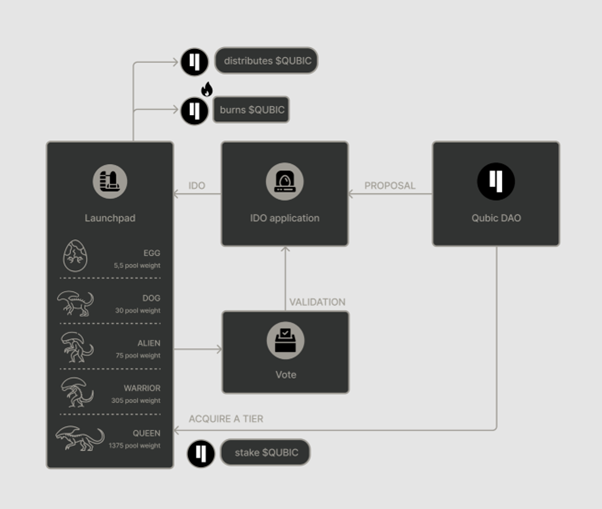 distributes $QUBIC
burns $QUBIC
Launchpad
IDO
IDO application
PROPOSAL
Qubic DAO
EGG
5,5 pool weight
DOG
30 pool weight
ALIEN
75 pool weight
WARRIOR
305 pool weight
QUEEN
1375 pool weight
VALIDATION
Vote
ACQUIRE A TIER
stake $QUBIC